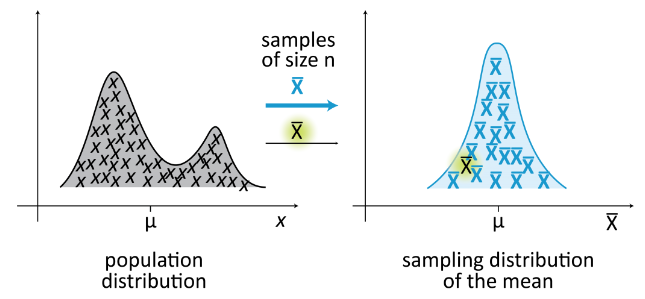 samples
of size n
X̅
X̅
X X X X X X X X X X X X X X X X X X X X X X X X X X X X X X X X X X X X X X X X
X̅
X̅ X̅
X̅ X̅
X̅ X̅ X̅
X̅ X̅ X̅ X̅
X̅ X̅ X̅
X̅ X̅ X̅ X̅
μ
x
μ
X̅
population
distribution
sampling distribution
of the mean